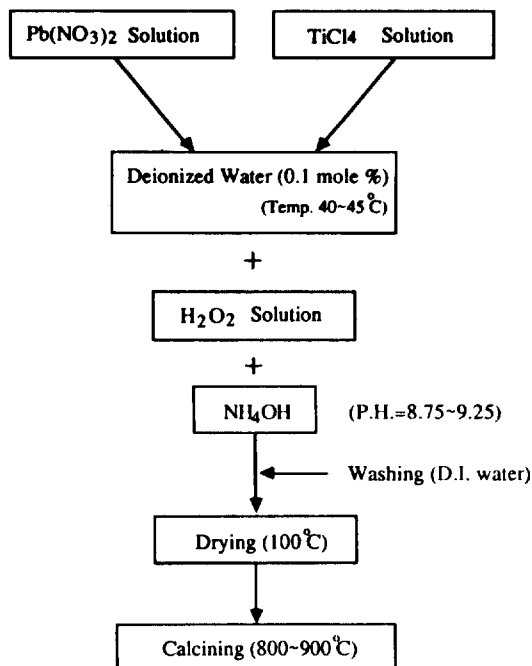 Pb(NO3)2 Solution
TiCl4 Solution
Deionized Water (0.1 mole %)
(Temp. 40~45°C)
+
H2O2 Solution
+
NH4OH
(P.H.=8.75~9.25)
Washing (D.I. water)
Drying (100°C)
Calcining (800~900°C)